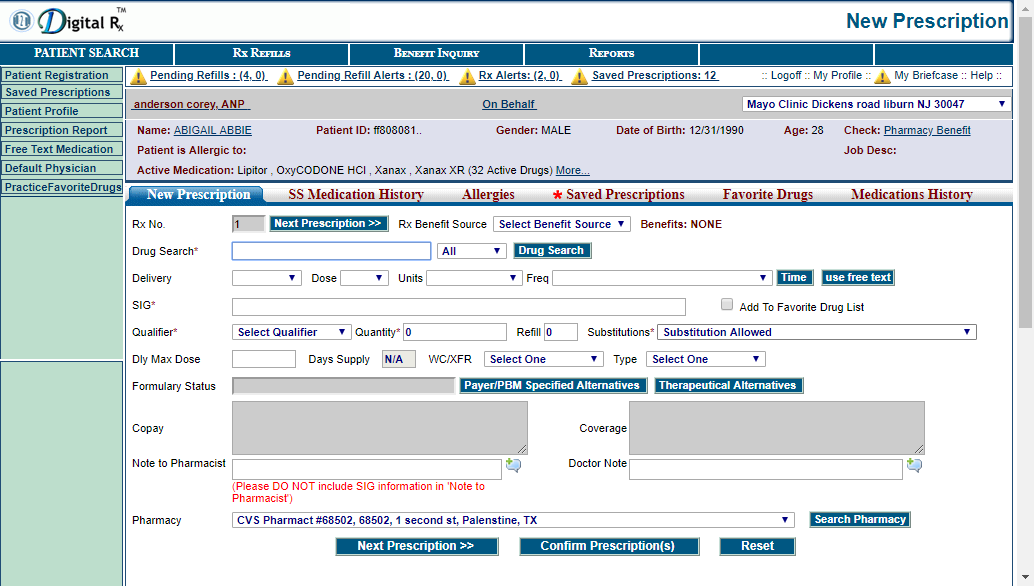 Digital Rx TM
New Prescription
PATIENT SEARCH RX REFILLS BENEFIT INQUIRY REPORTS
Patient Registration
Saved Prescriptions
Patient Profile
Prescription Report
Free Text Medication
Default Physician
PracticeFavoriteDrugs
Pending Refills : (4, 0) Pending Refill Alerts : (20, 0) Rx Alerts: (2, 0) Saved Prescriptions: 12 :: Logoff :: My Profile :: My Briefcase :: Help ::
anderson corey, ANP On Behalf Mayo Clinic Dickens road liburn NJ 30047
Name: ABIGAIL ABBIE Patient ID: ff808081.. Gender: MALE Date of Birth: 12/31/1990 Age: 28 Check: Pharmacy Benefit
Patient is Allergic to: Job Desc:
Active Medication: Lipitor , OxyCODONE HCl , Xanax , Xanax XR (32 Active Drugs) More...
New Prescription SS Medication History Allergies * Saved Prescriptions Favorite Drugs Medications History
Rx No. 1 Next Prescription >> Rx Benefit Source Select Benefit Source Benefits: NONE
Drug Search* All Drug Search
Delivery Dose Units Freq Time use free text
SIG* Add To Favorite Drug List
Qualifier* Select Qualifier Quantity* 0 Refill 0 Substitutions* Substitution Allowed
Dly Max Dose Days Supply N/A WC/XFR Select One Type Select One
Formulary Status Payer/PBM Specified Alternatives Therapeutical Alternatives
Copay Coverage
Note to Pharmacist Doctor Note
(Please DO NOT include SIG information in 'Note to
Pharmacist')
Pharmacy CVS Pharmact #68502, 68502, 1 second st, Palenstine, TX Search Pharmacy
Next Prescription >> Confirm Prescription(s) Reset